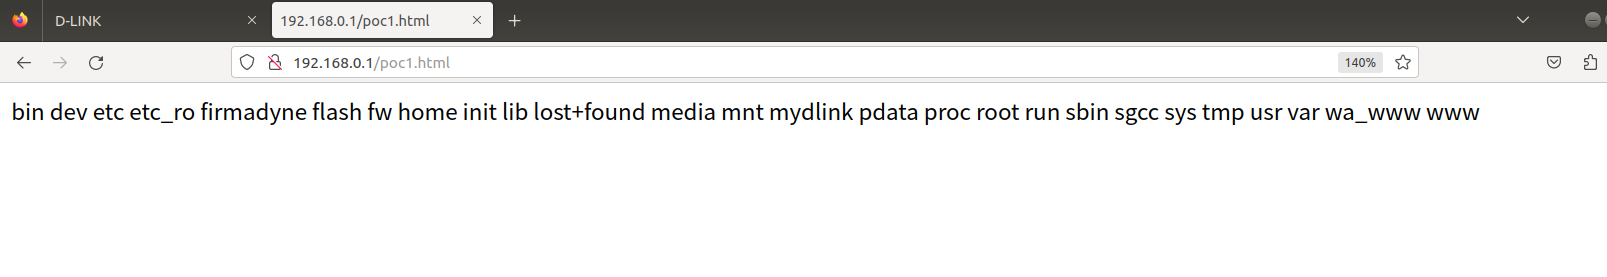 D-LINK
192.168.0.1/poc1.html
192.168.0.1/poc1.html
140%
bin dev etc etc_ro firmadyne flash fw home init lib lost+found media mnt mydlink pdata proc root run sbin sgcc sys tmp usr var wa_www www